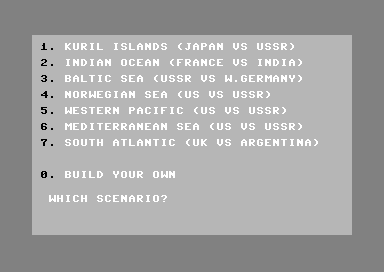 1. KURIL ISLANDS (JAPAN VS USSR)
2. INDIAN OCEAN (FRANCE VS INDIA)
3. BALTIC SEA (USSR VS W.GERMANY)
4. NORWEGIAN SEA (US VS USSR)
5. WESTERN PACIFIC (US VS USSR)
6. MEDITERRANEAN SEA (US VS USSR)
7. SOUTH ATLANTIC (UK VS ARGENTINA)
0. BUILD YOUR OWN
WHICH SCENARIO?